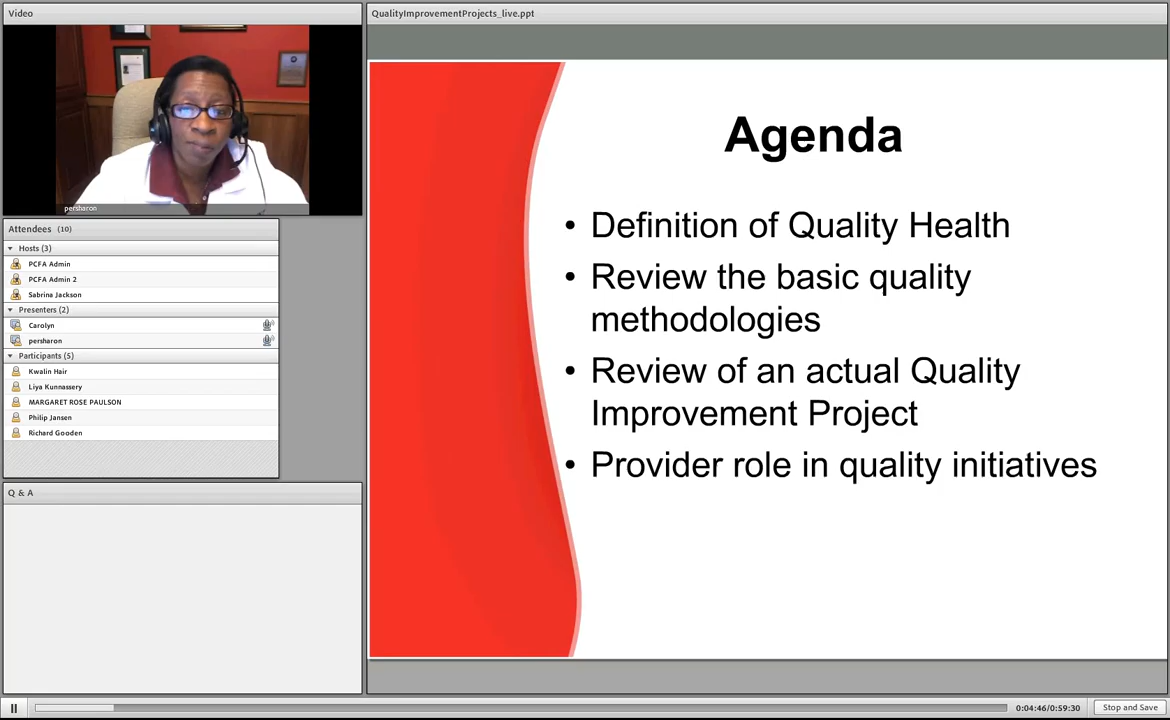 Video
persharon
Attendees (10)
Hosts (3)
PCFA Admin
PCFA Admin 2
Sabrina Jackson
Presenters (2)
Carolyn
persharon
Participants (5)
Kwalin Hair
Liya Kunnassery
MARGARET ROSE PAULSON
Philip Jansen
Richard Gooden
Q & A
QualityImprovementProjects_live.ppt
Agenda
• Definition of Quality Health
• Review the basic quality
methodologies
• Review of an actual Quality
Improvement Project
• Provider role in quality initiatives
0:04:46/0:59:30
Stop and Save